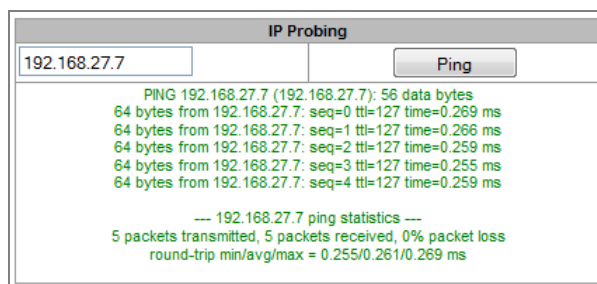 IP Probing
192.168.27.7 Ping
PING 192.168.27.7 (192.168.27.7): 56 data bytes
64 bytes from 192.168.27.7: seq=0 ttl=127 time=0.269 ms
64 bytes from 192.168.27.7: seq=1 ttl=127 time=0.266 ms
64 bytes from 192.168.27.7: seq=2 ttl=127 time=0.259 ms
64 bytes from 192.168.27.7: seq=3 ttl=127 time=0.255 ms
64 bytes from 192.168.27.7: seq=4 ttl=127 time=0.259 ms
--- 192.168.27.7 ping statistics ---
5 packets transmitted, 5 packets received, 0% packet loss
round-trip min/avg/max = 0.255/0.261/0.269 ms